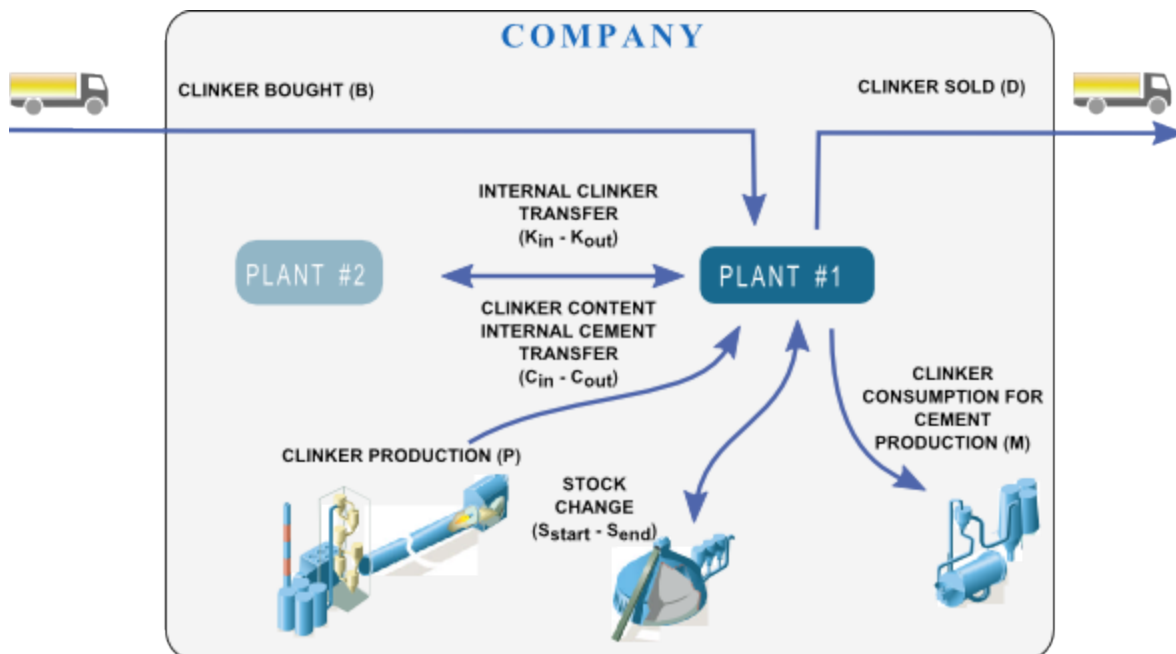 COMPANY
CLINKER BOUGHT (B)
CLINKER SOLD (D)
INTERNAL CLINKER
TRANSFER
(Kin - Kout)
PLANT #2
PLANT #1
CLINKER CONTENT
INTERNAL CEMENT
TRANSFER
(Cin - Cout)
CLINKER
CONSUMPTION FOR
CEMENT
PRODUCTION (M)
CLINKER PRODUCTION (P)
STOCK
CHANGE
(Sstart - Send)